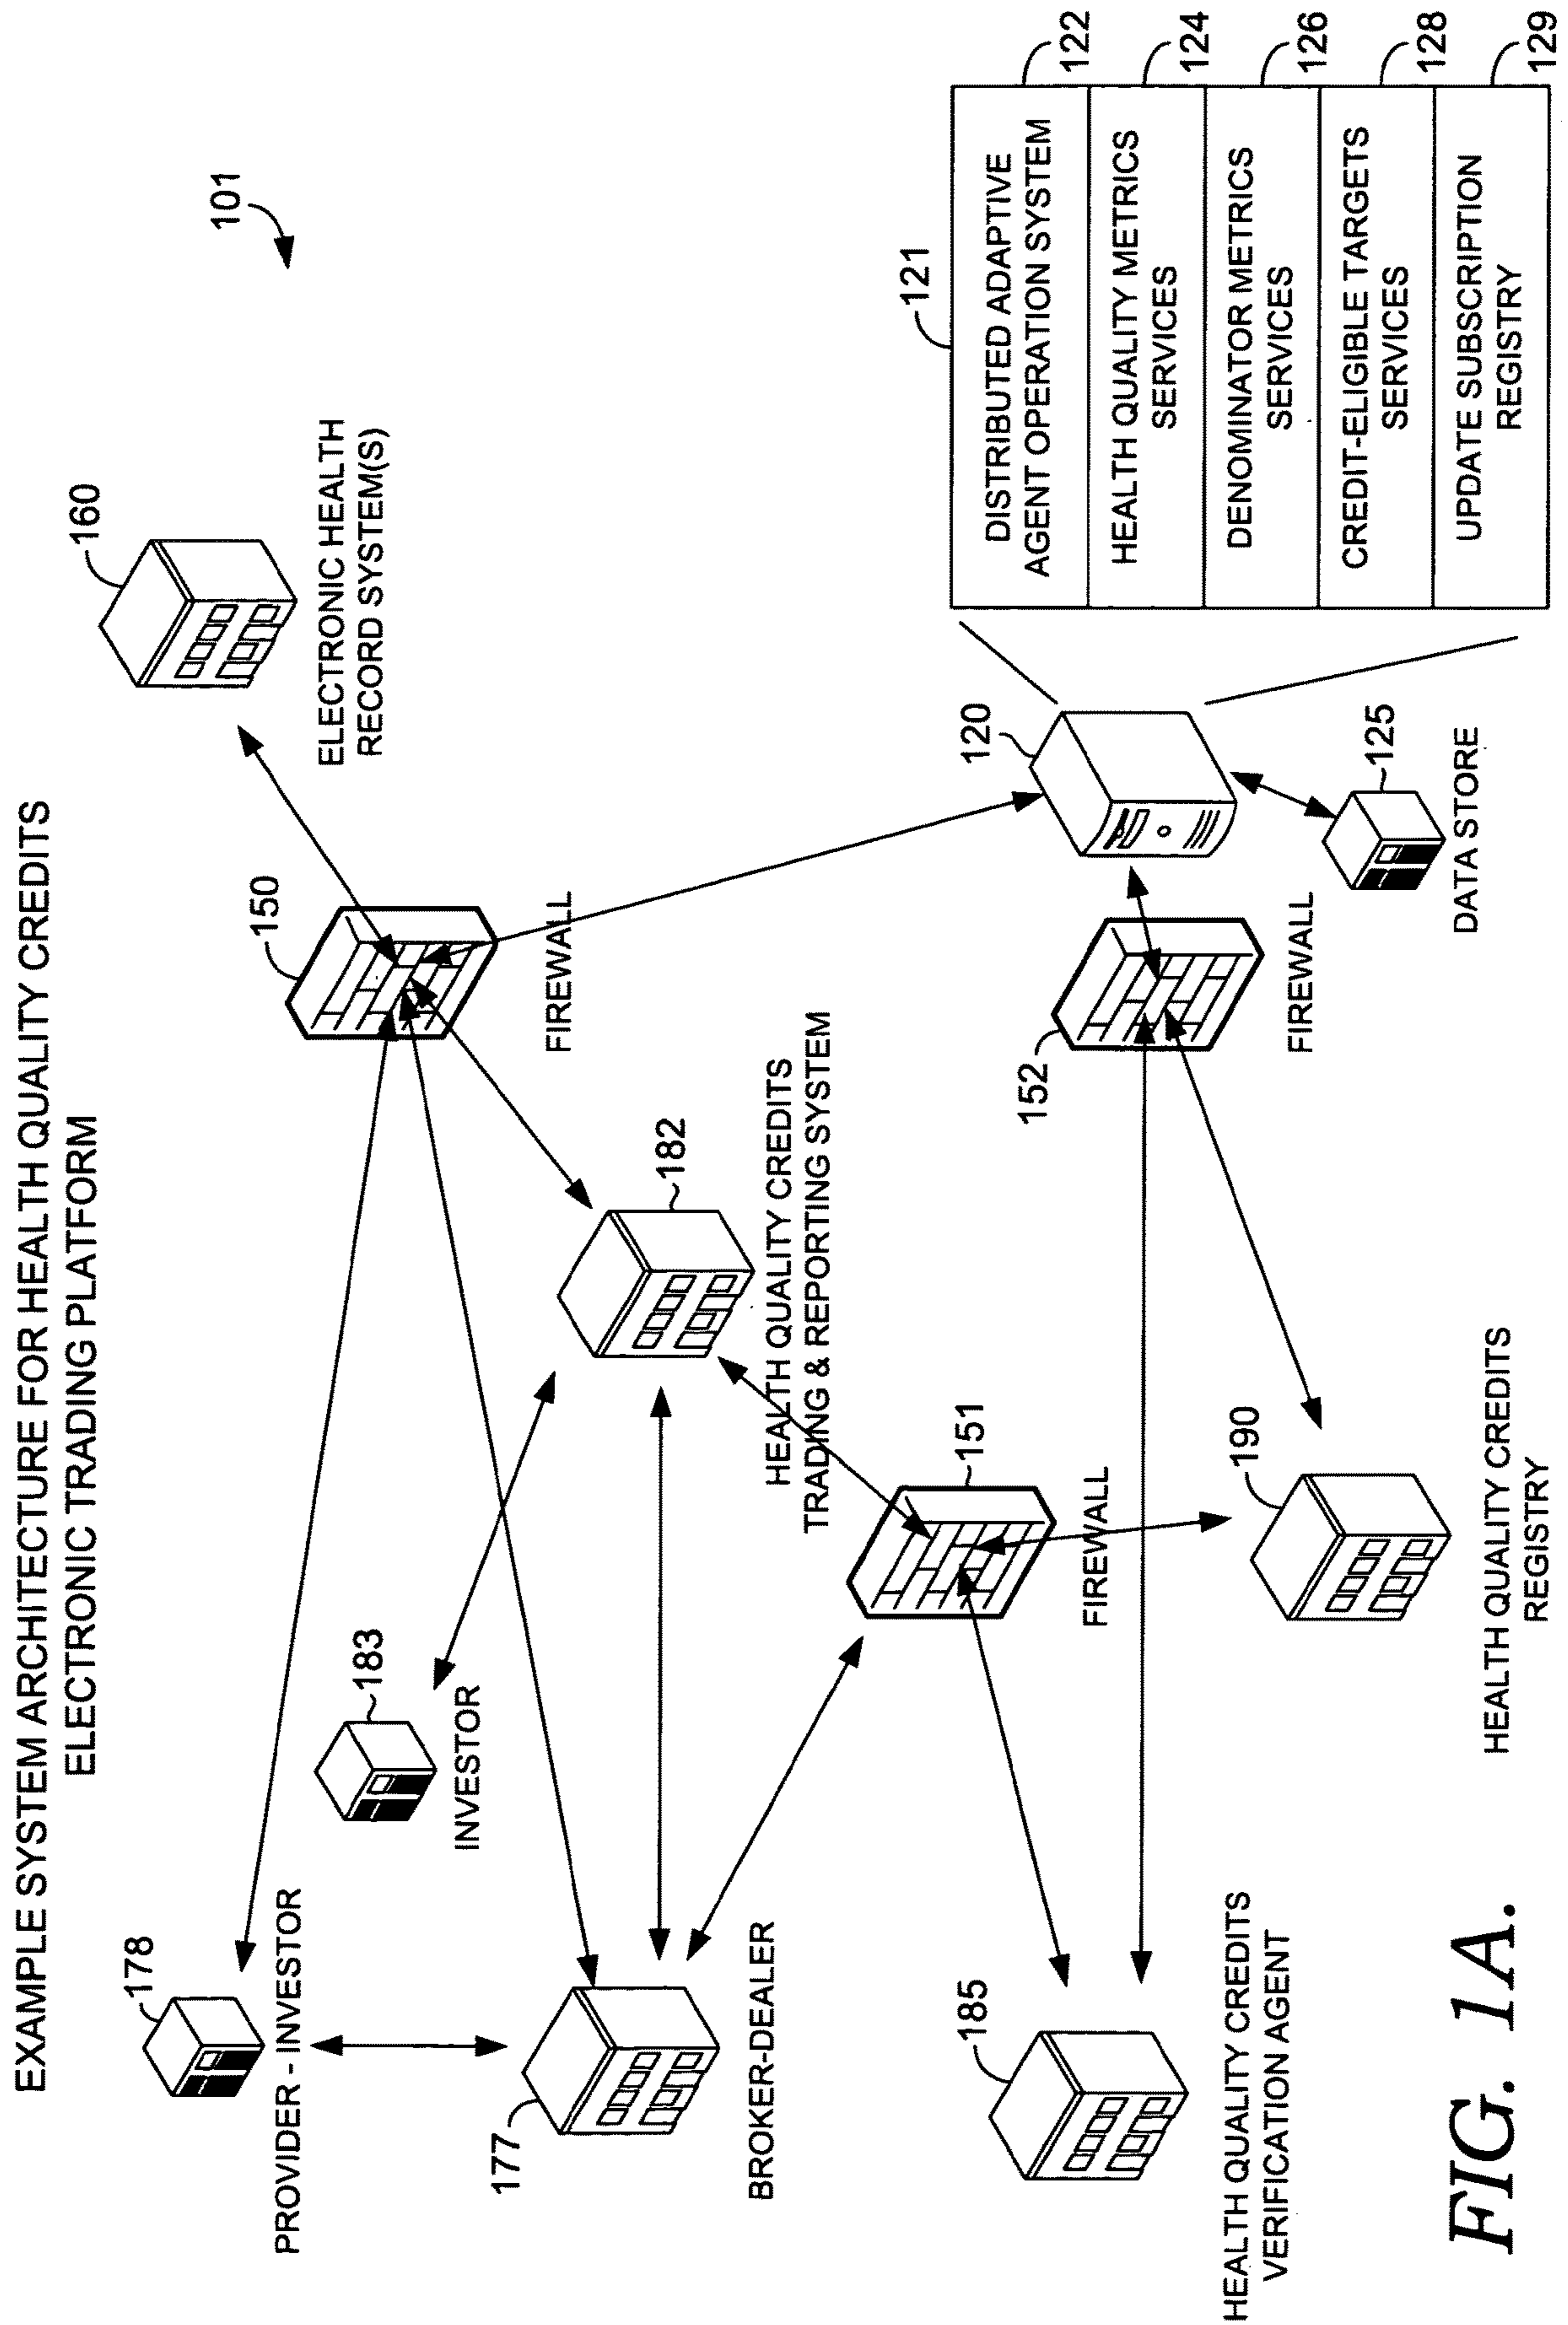 EXAMPLE SYSTEM ARCHITECTURE FOR HEALTH QUALITY CREDITS
ELECTRONIC TRADING PLATFORM
101
178
PROVIDER - INVESTOR
183
INVESTOR
150
FIREWALL
160
ELECTRONIC HEALTH
RECORD SYSTEM(S)
177
BROKER-DEALER
182
HEALTH QUALITY CREDITS
TRADING & REPORTING SYSTEM
151
FIREWALL
185
HEALTH QUALITY CREDITS
VERIFICATION AGENT
190
HEALTH QUALITY CREDITS
REGISTRY
152
FIREWALL
120
125
DATA STORE
121
DISTRIBUTED ADAPTIVE
AGENT OPERATION SYSTEM
122
HEALTH QUALITY METRICS
SERVICES
124
DENOMINATOR METRICS
SERVICES
126
CREDIT-ELIGIBLE TARGETS
SERVICES
128
UPDATE SUBSCRIPTION
REGISTRY
129
FIG. 1A.